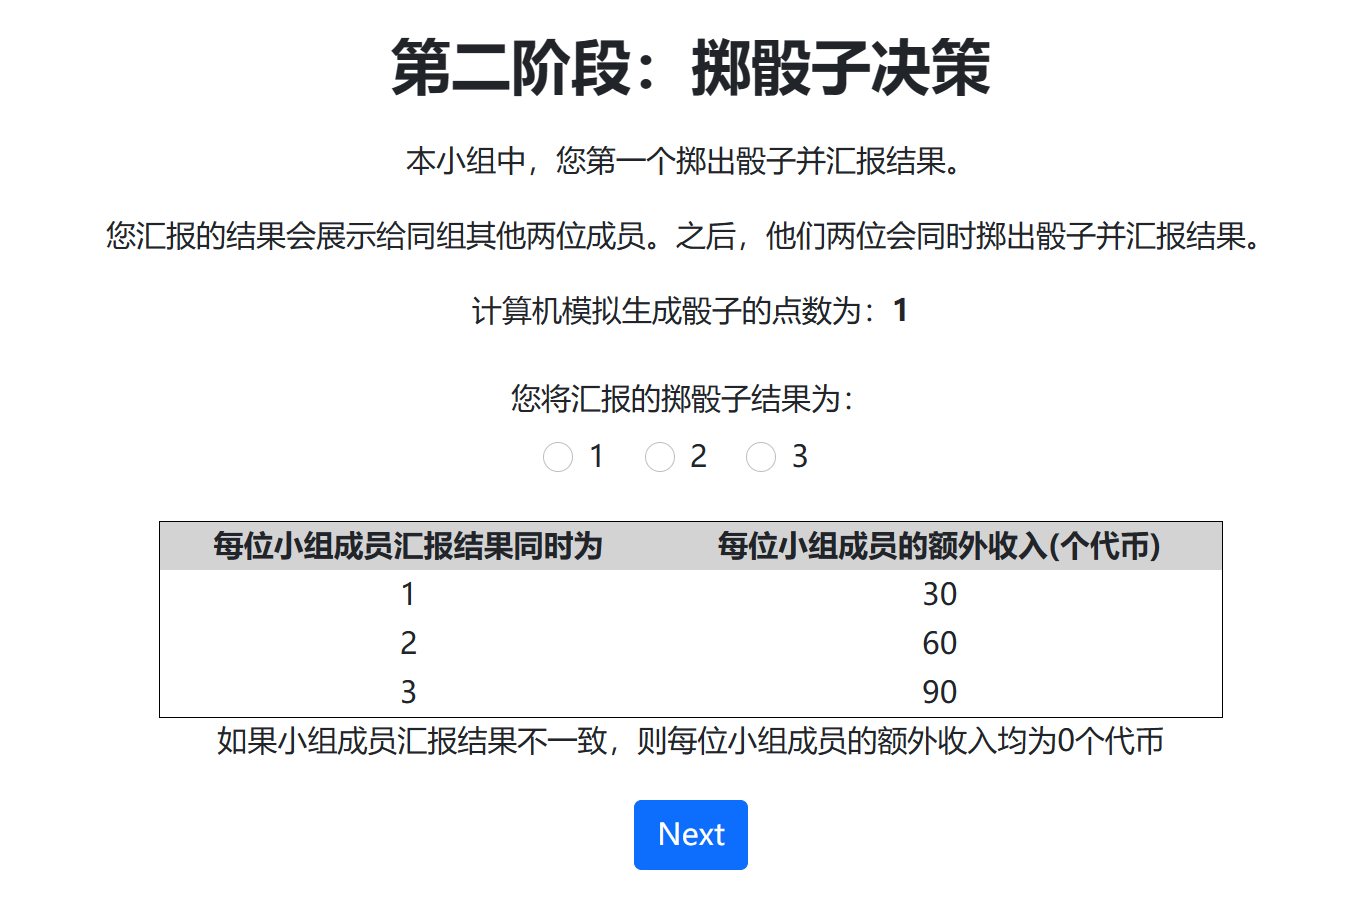 第二阶段：掷骰子决策
本小组中，您第一个掷出骰子并汇报结果。
您汇报的结果会展示给同组其他两位成员。之后，他们两位会同时掷出骰子并汇报结果。
计算机模拟生成骰子的点数为：1
您将汇报的掷骰子结果为：
1 2 3
每位小组成员汇报结果同时为 每位小组成员的额外收入(个代币)
1 30
2 60
3 90
如果小组成员汇报结果不一致，则每位小组成员的额外收入均为0个代币
Next